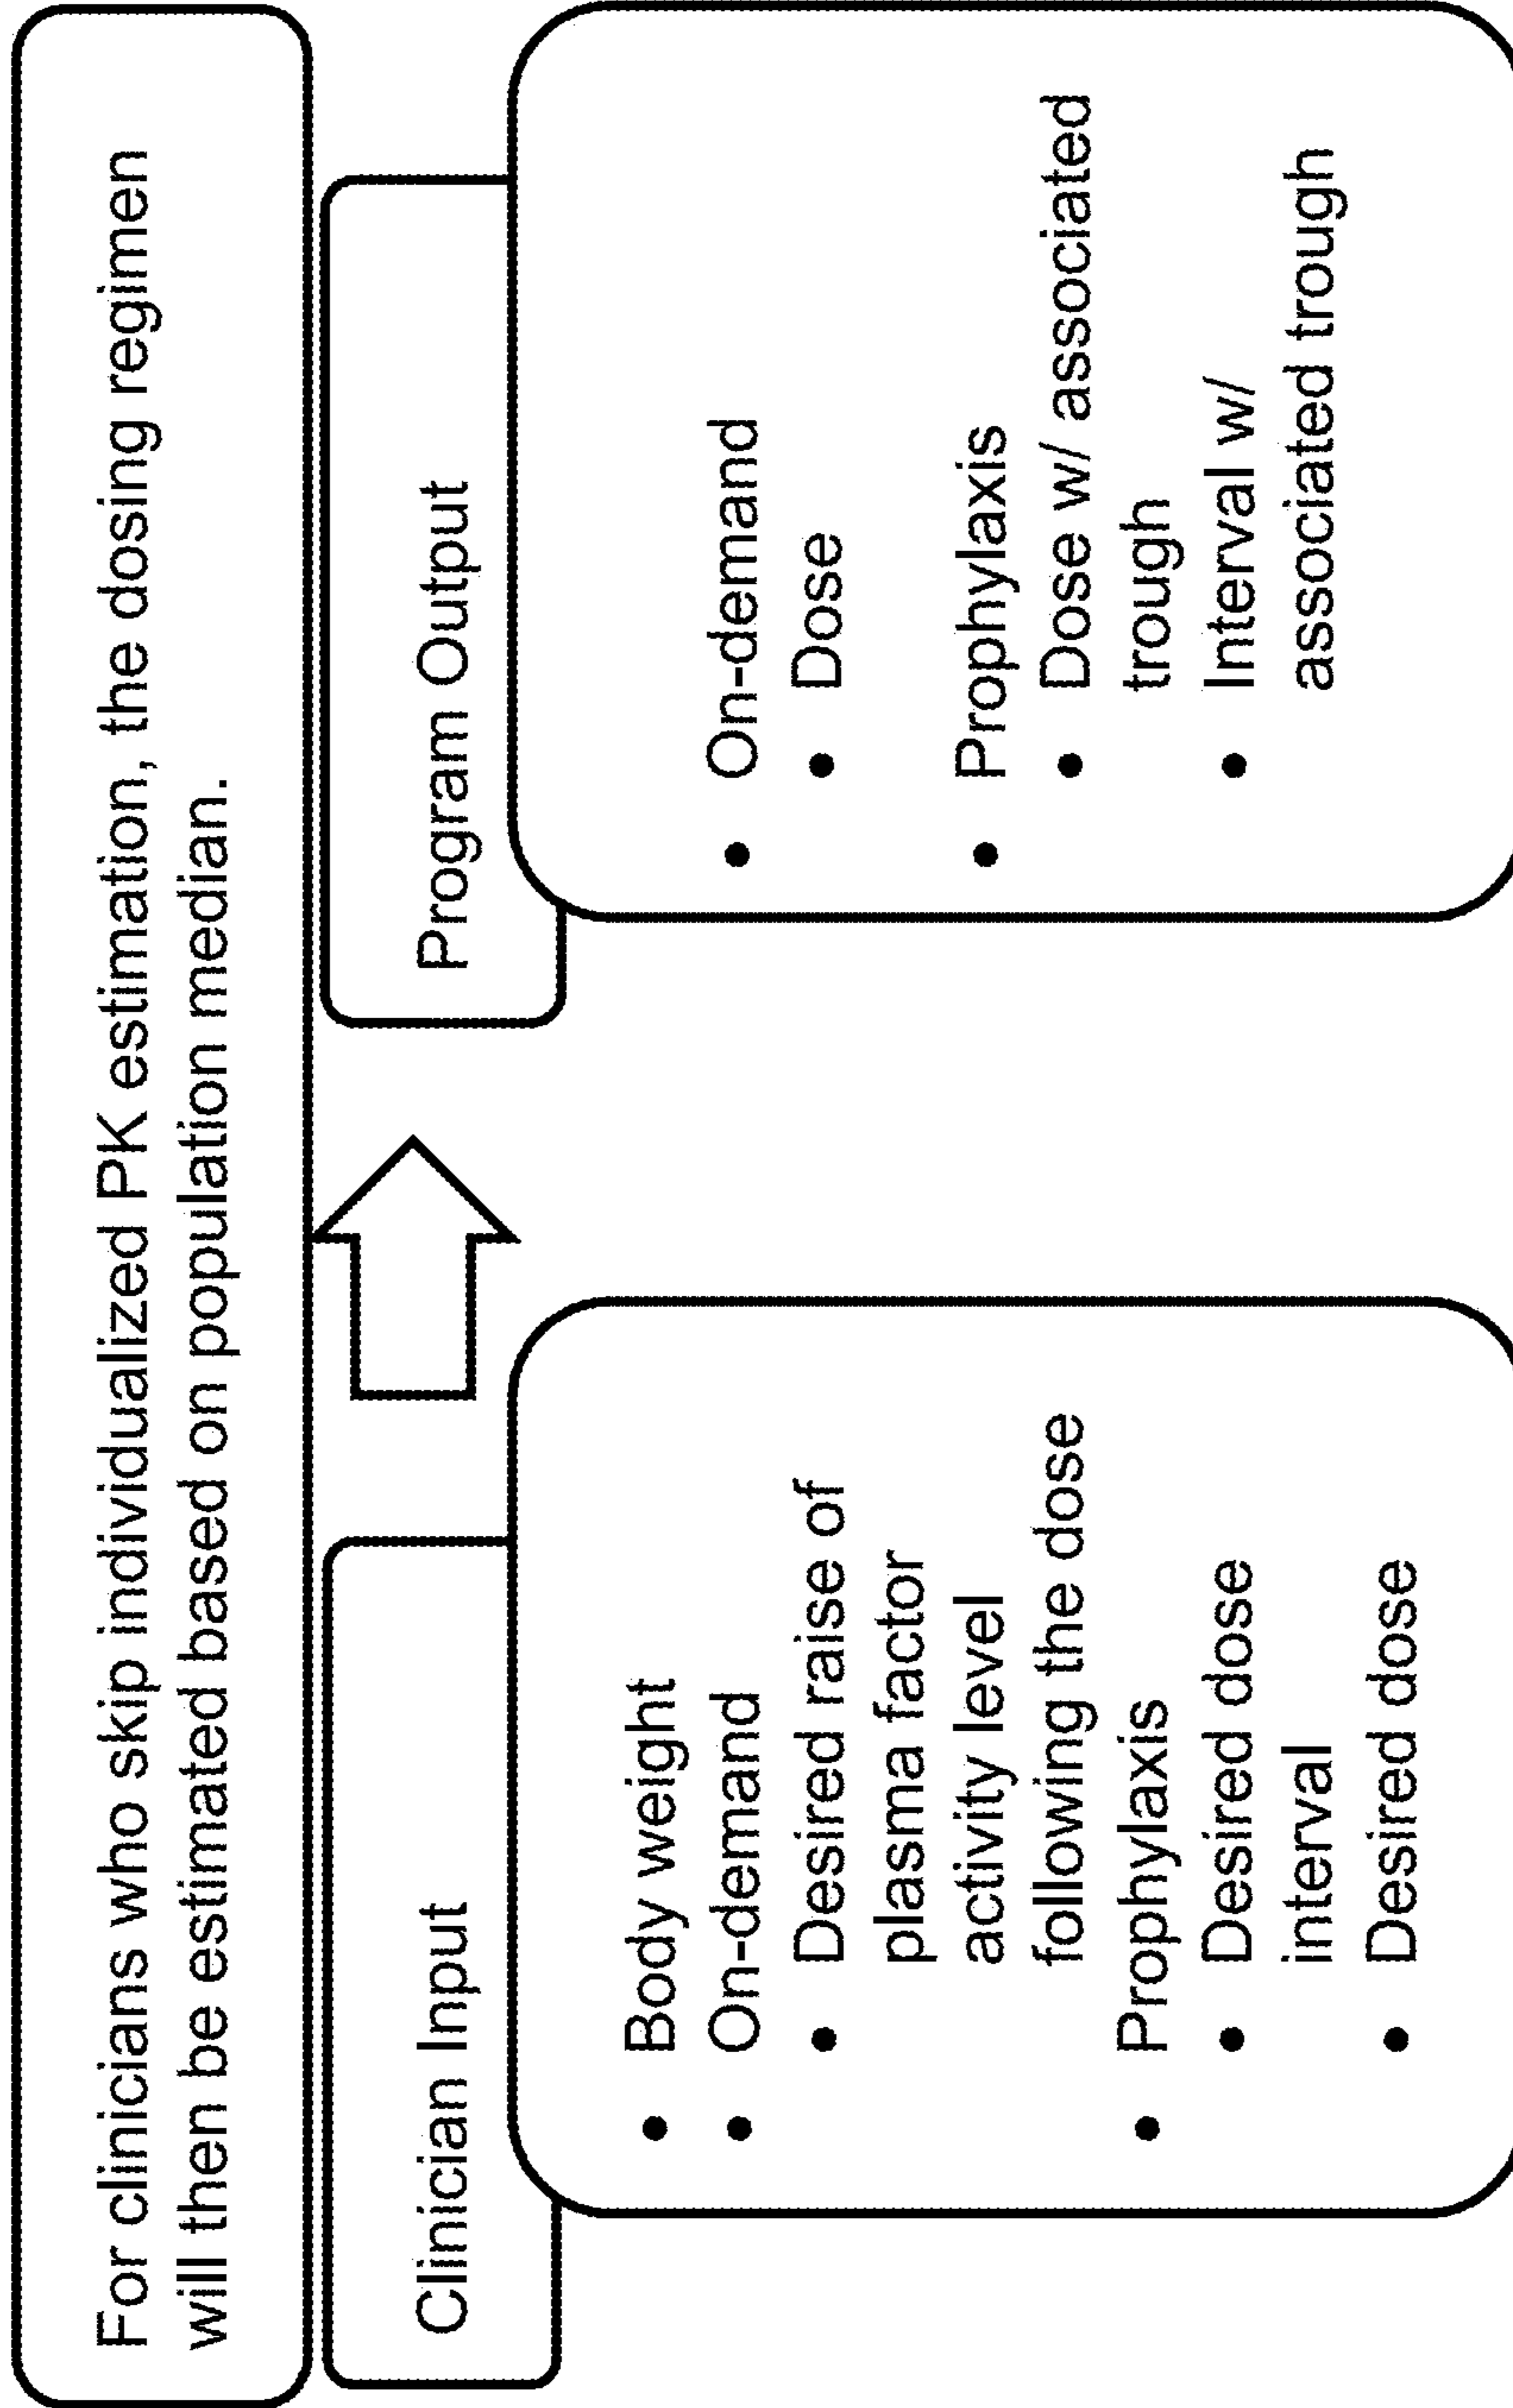 For clinicians who skip individualized PK estimation, the dosing regimen
will then be estimated based on population median.
Clinician Input
• Body weight
• On-demand
• Desired raise of
plasma factor
activity level
following the dose
• Prophylaxis
• Desired dose
interval
• Desired dose
Program Output
• On-demand
• Dose
• Prophylaxis
• Dose w/ associated
trough
• Interval w/
associated trough